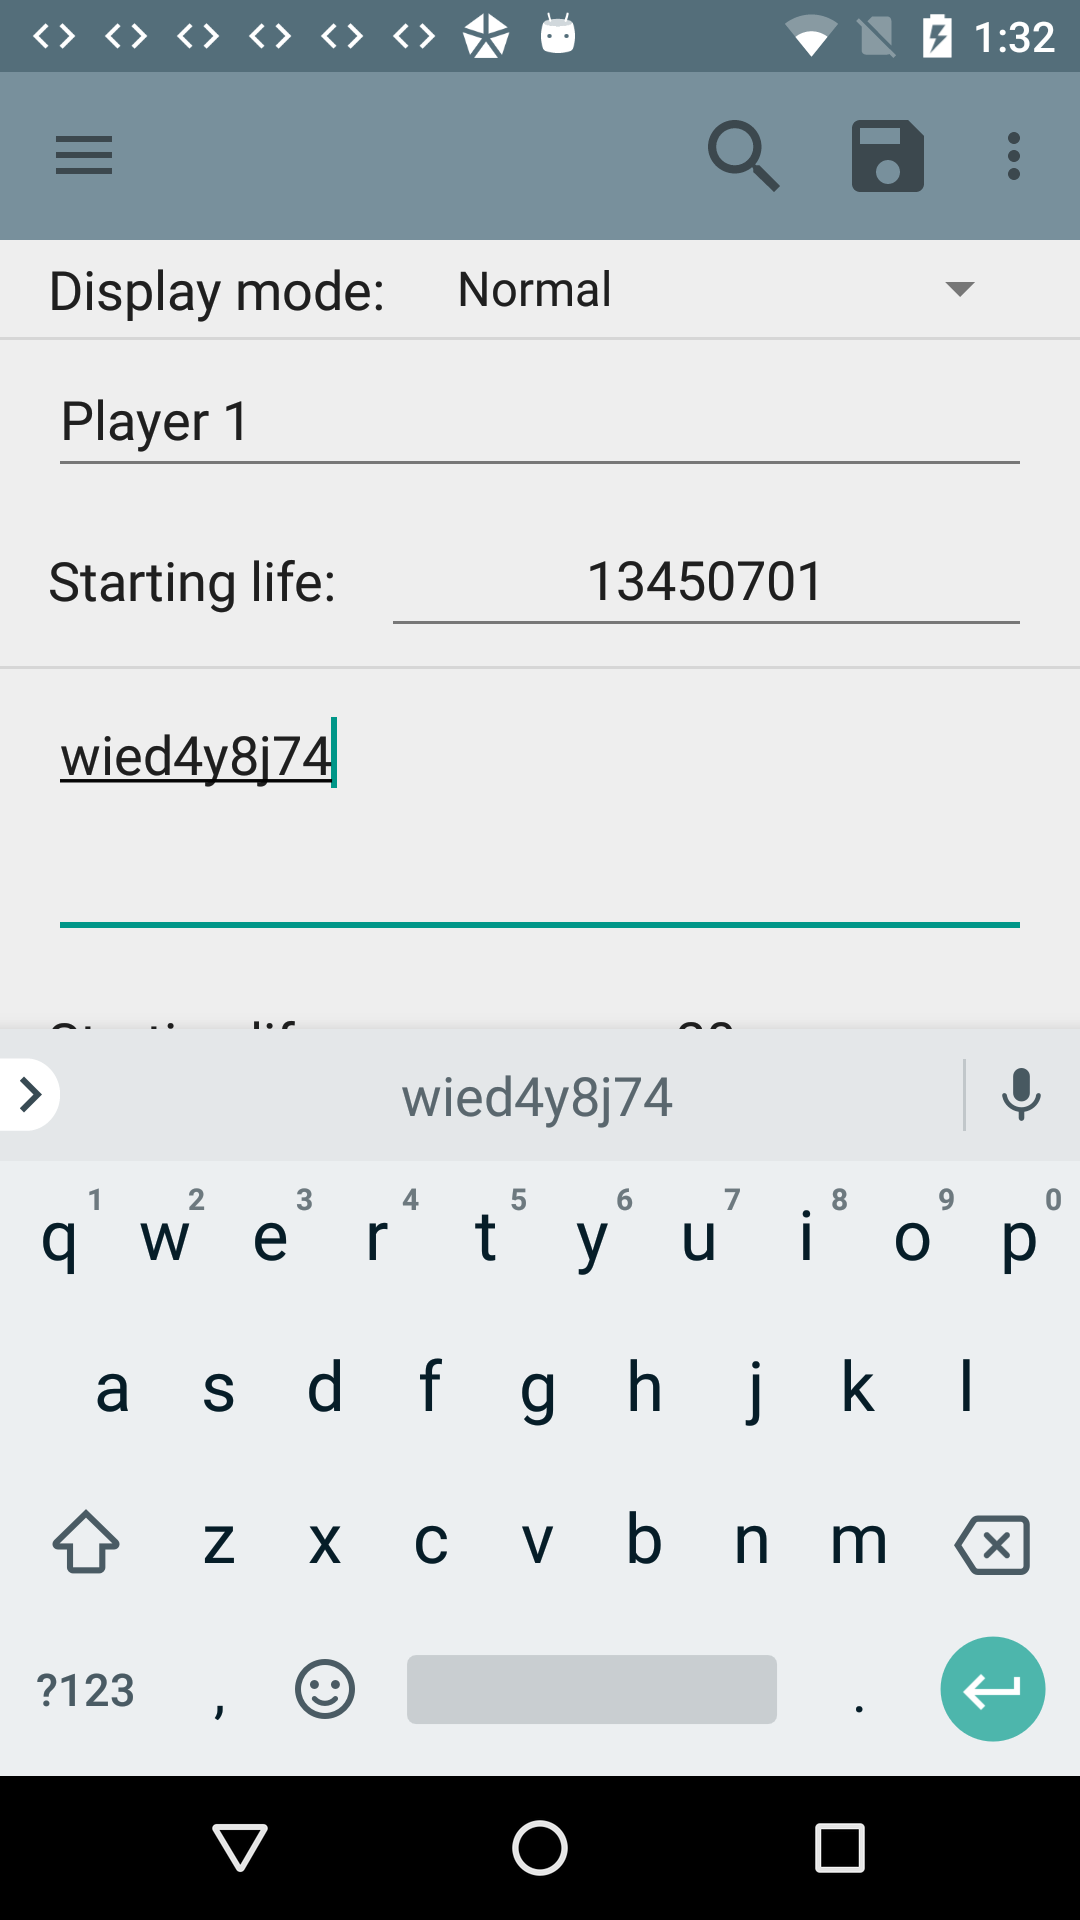 1:32
Display mode: Normal
Player 1
Starting life: 13450701
wied4y8j74
wied4y8j74
1 2 3 4 5 6 7 8 9 0
q w e r t y u i o p
a s d f g h j k l
z x c v b n m
?123 , .